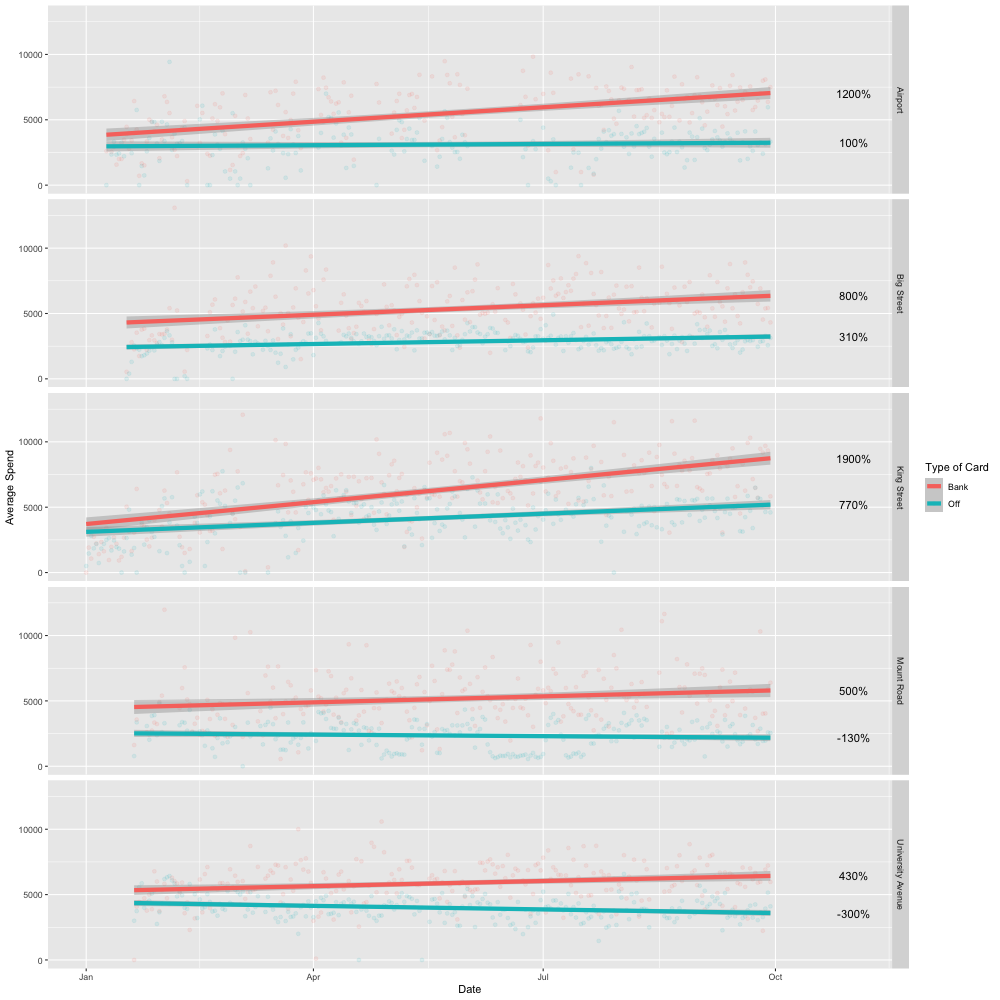 10000
5000
0
1200%
100%
Airport
10000
5000
0
800%
310%
Big Street
Average Spend
10000
5000
0
1900%
770%
King Street
Type of Card
Bank
Off
10000
5000
0
500%
-130%
Mount Road
10000
5000
0
430%
-300%
University Avenue
Jan Apr Jul Oct
Date